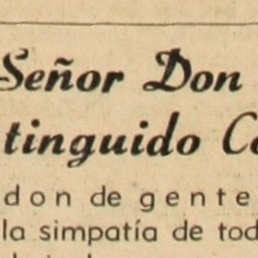 Señor Don
tinguido C
don de gente
la simpatía de tod